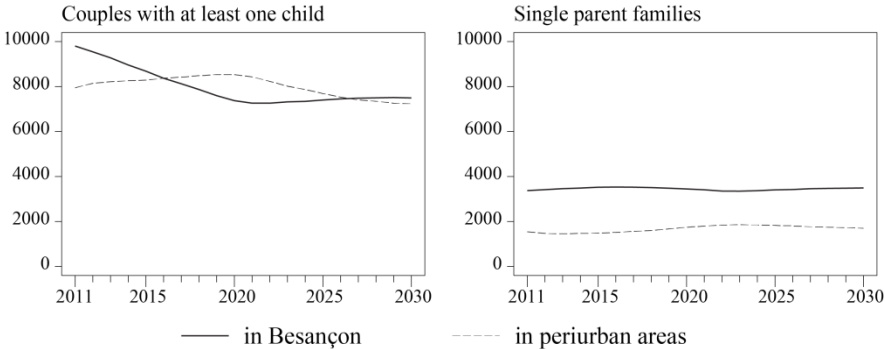 Couples with at least one child
10000
8000
6000
4000
2000
0
2011 2015 2020 2025 2030
Single parent families
10000
8000
6000
4000
2000
0
2011 2015 2020 2025 2030
in Besançon
in periurban areas